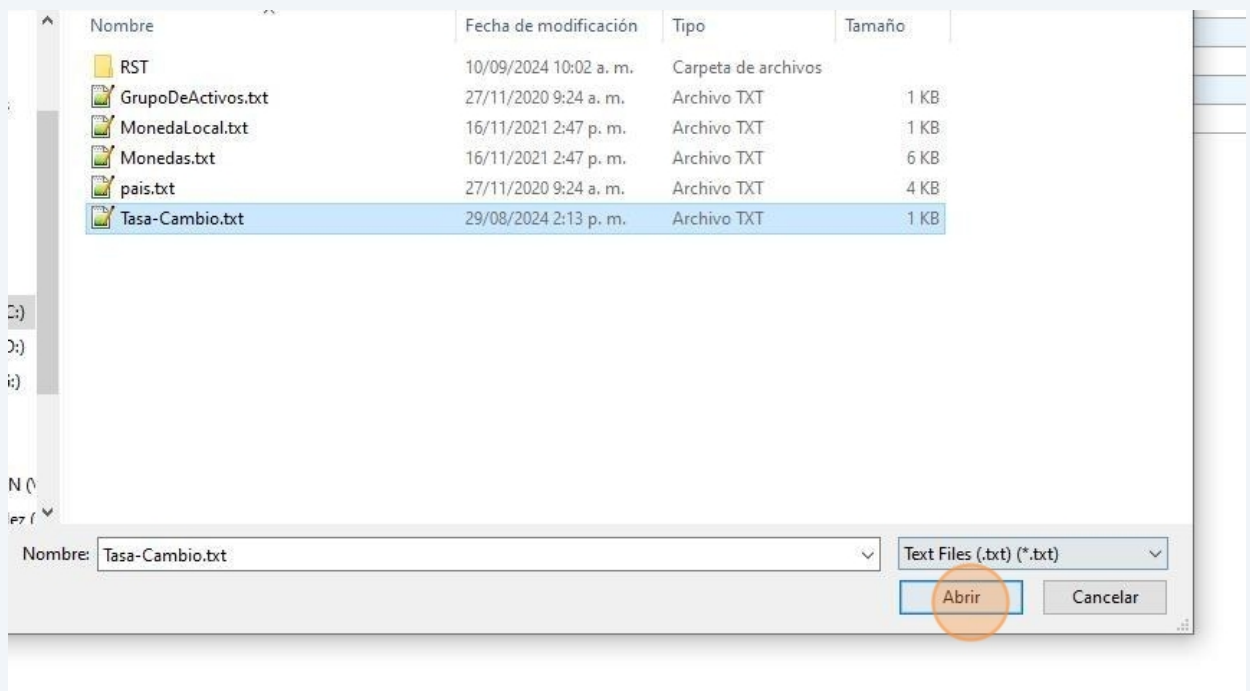 Nombre Fecha de modificación Tipo Tamaño
RST 10/09/2024 10:02 a. m. Carpeta de archivos
GrupoDeActivos.txt 27/11/2020 9:24 a. m. Archivo TXT 1 KB
MonedaLocal.txt 16/11/2021 2:47 p. m. Archivo TXT 1 KB
Monedas.txt 16/11/2021 2:47 p. m. Archivo TXT 6 KB
pais.txt 27/11/2020 9:24 a. m. Archivo TXT 4 KB
Tasa-Cambio.txt 29/08/2024 2:13 p. m. Archivo TXT 1 KB
Nombre: Tasa-Cambio.txt Text Files (.txt) (*.txt)
Abrir Cancelar